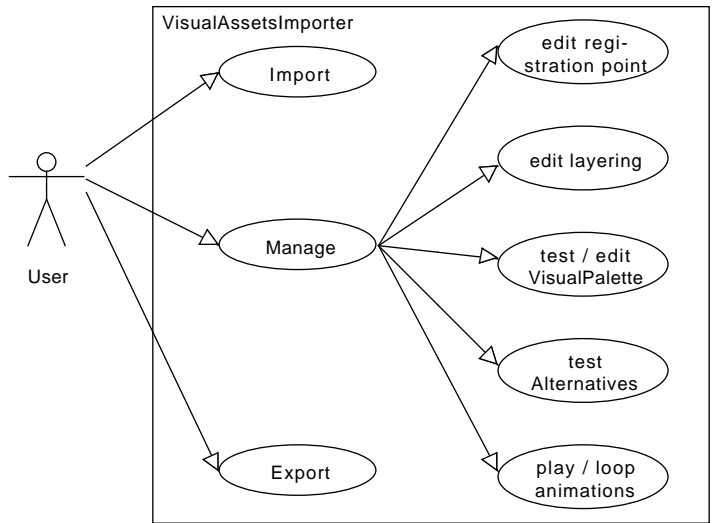 VisualAssetsImporter
Import
edit regi-
stration point
edit layering
User
Manage
test / edit
VisualPalette
test
Alternatives
Export
play / loop
animations